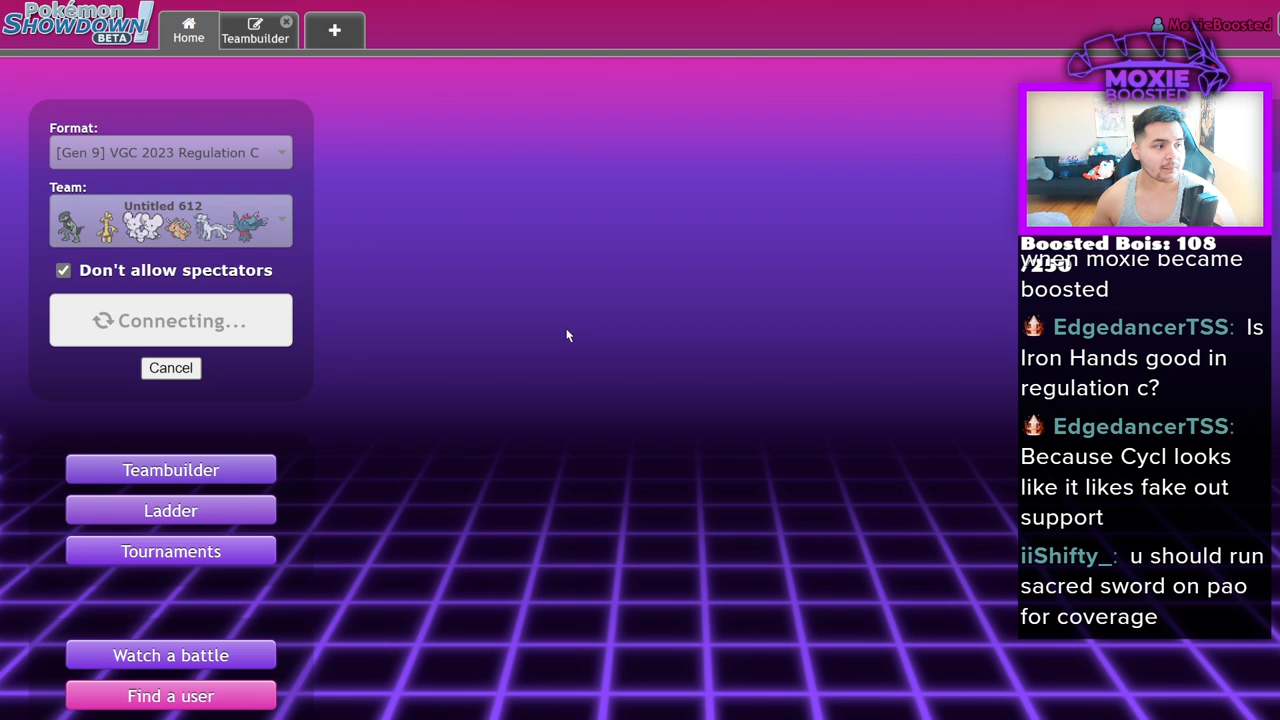 Pokémon
SHOWDOWN!
BETA
Home
Teambuilder
+
MoxieBoosted
MOXIE
BOOSTED
Format:
[Gen 9] VGC 2023 Regulation C
Team:
Untitled 612
Don't allow spectators
Connecting...
Cancel
Teambuilder
Ladder
Tournaments
Watch a battle
Find a user
Boosted Bois: 108
/250
when moxie became
boosted
EdgedancerTSS: Is
Iron Hands good in
regulation c?
EdgedancerTSS:
Because Cycl looks
like it likes fake out
support
iiShifty_: u should run
sacred sword on pao
for coverage